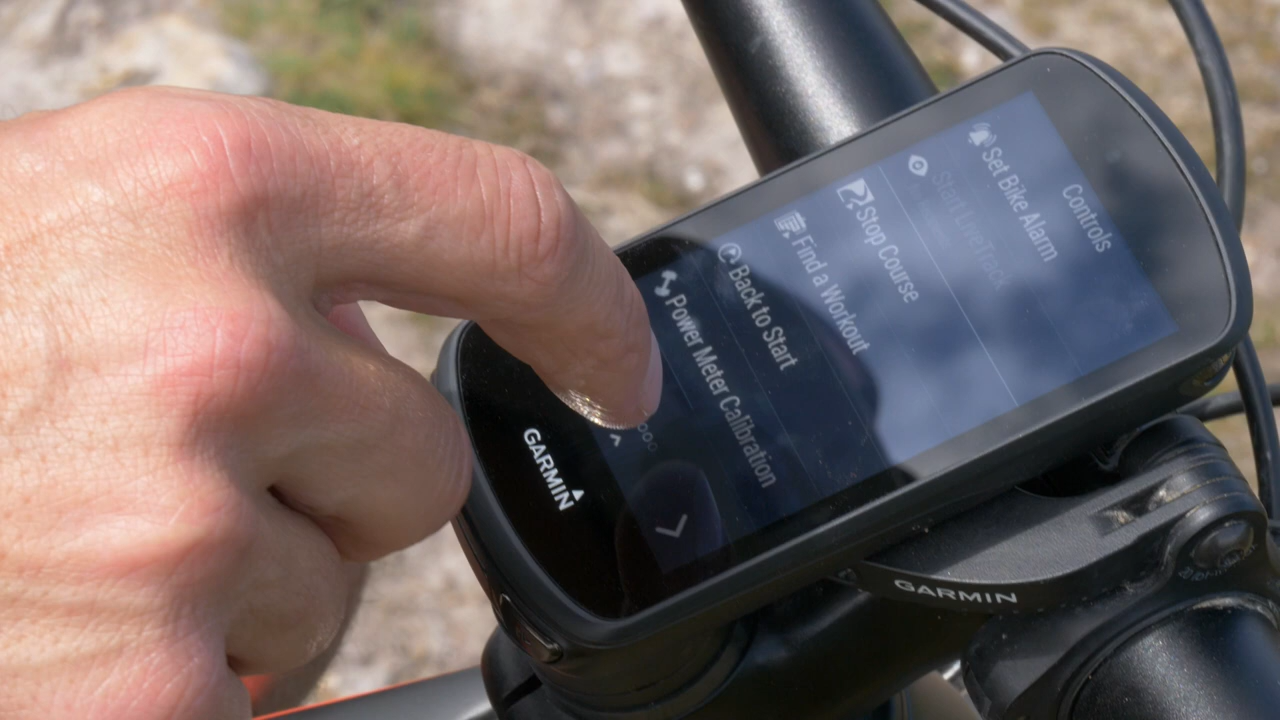 Controls
Set Bike Alarm
Start LiveTrack
Stop Course
Find a Workout
Back to Start
Power Meter Calibration
GARMIN
GARMIN